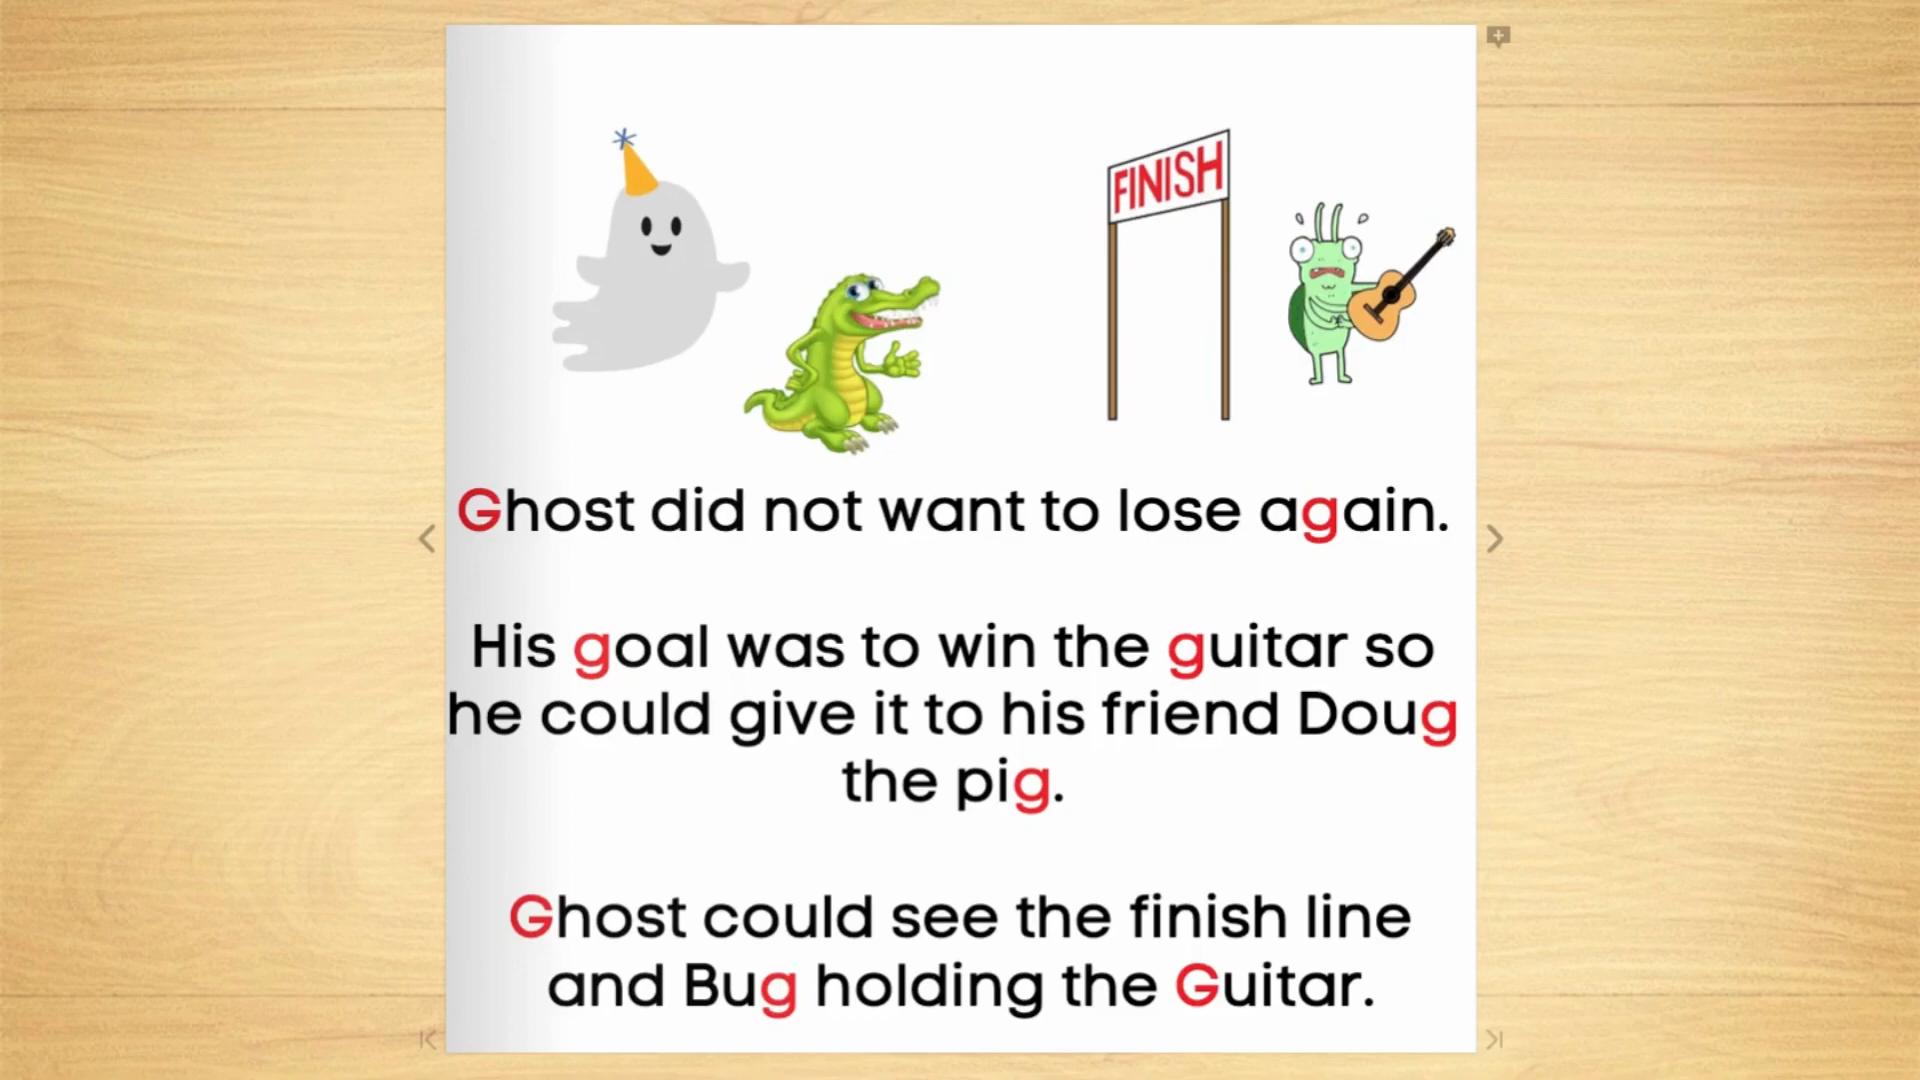 FINISH
Ghost did not want to lose again.
His goal was to win the guitar so
he could give it to his friend Doug
the pig.
Ghost could see the finish line
and Bug holding the Guitar.